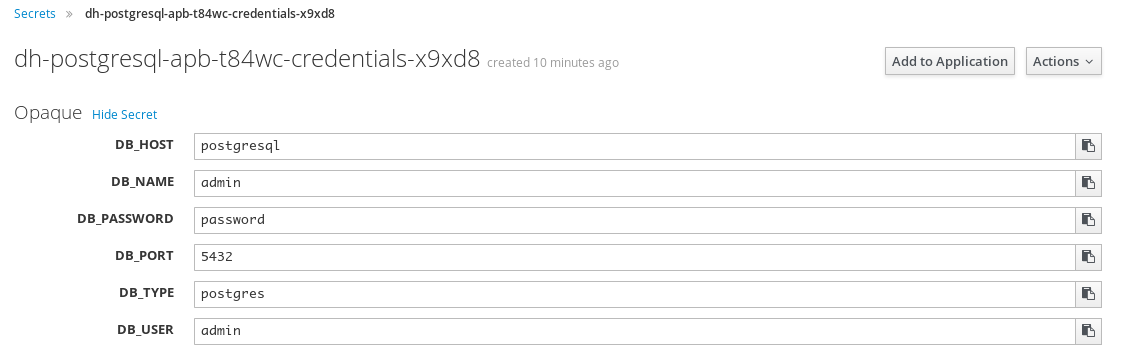 Secrets » dh-postgresql-apb-t84wc-credentials-x9xd8
dh-postgresql-apb-t84wc-credentials-x9xd8 created 10 minutes ago Add to Application Actions
Opaque Hide Secret
DB_HOST postgresql
DB_NAME admin
DB_PASSWORD password
DB_PORT 5432
DB_TYPE postgres
DB_USER admin